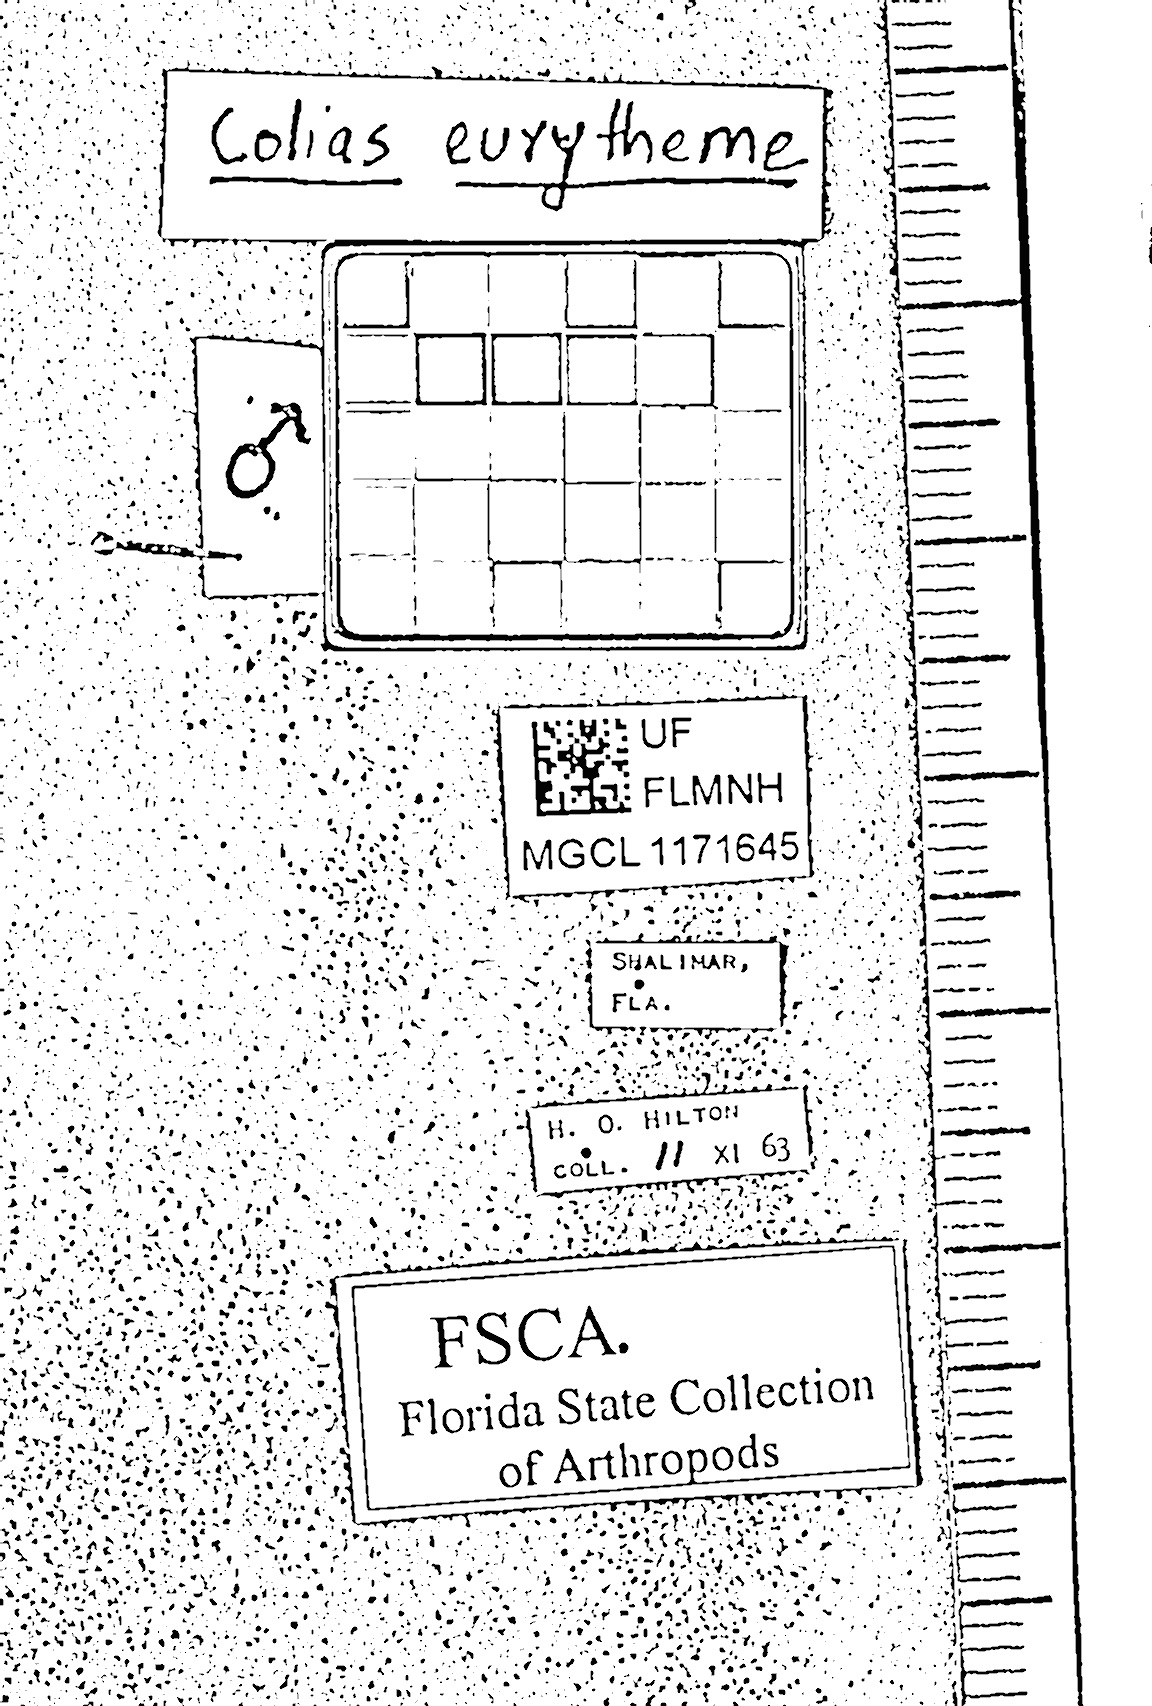 Colias eurytheme
♂
UF
FLMNH
MGCL 1171645
SHALIMAR,
FLA.
H. O. HILTON
COLL. 11 XI 63
FSCA.
Florida State Collection
of Arthropods